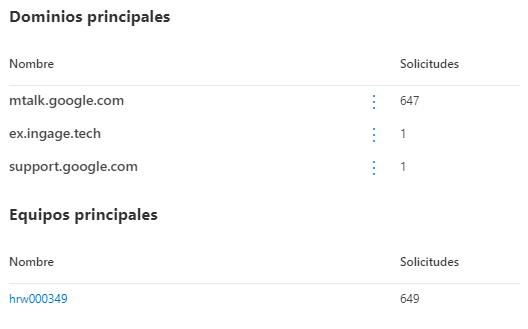 Dominios principales
Nombre Solicitudes
mtalk.google.com 647
ex.ingage.tech 1
support.google.com 1
Equipos principales
Nombre Solicitudes
hrw000349 649